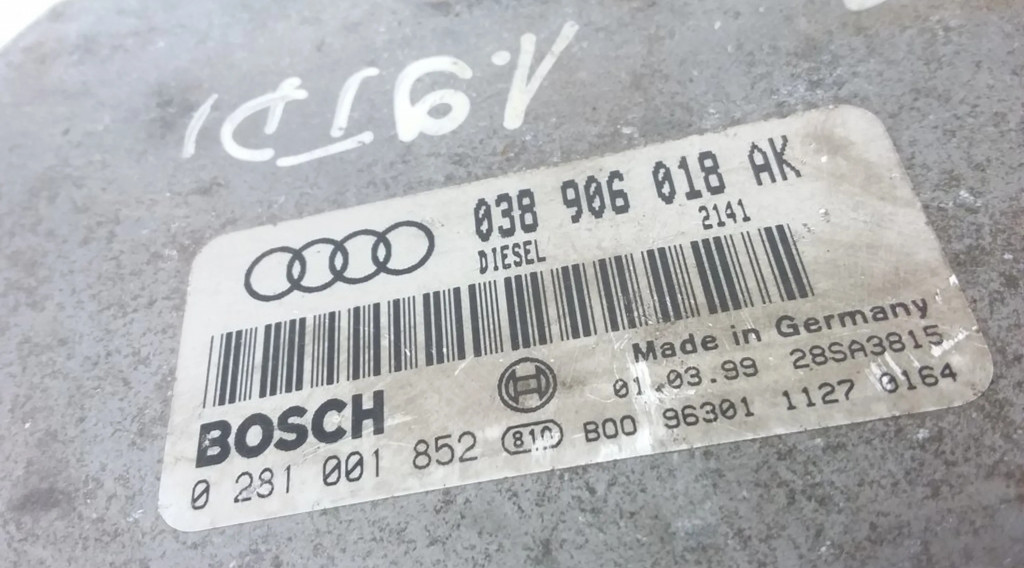 1.9TDI
038 906 018 AK
DIESEL 2141
Made in Germany
BOSCH 01.03.99 28SA3815
0 281 001 852 810 B00 96301 1127 0164